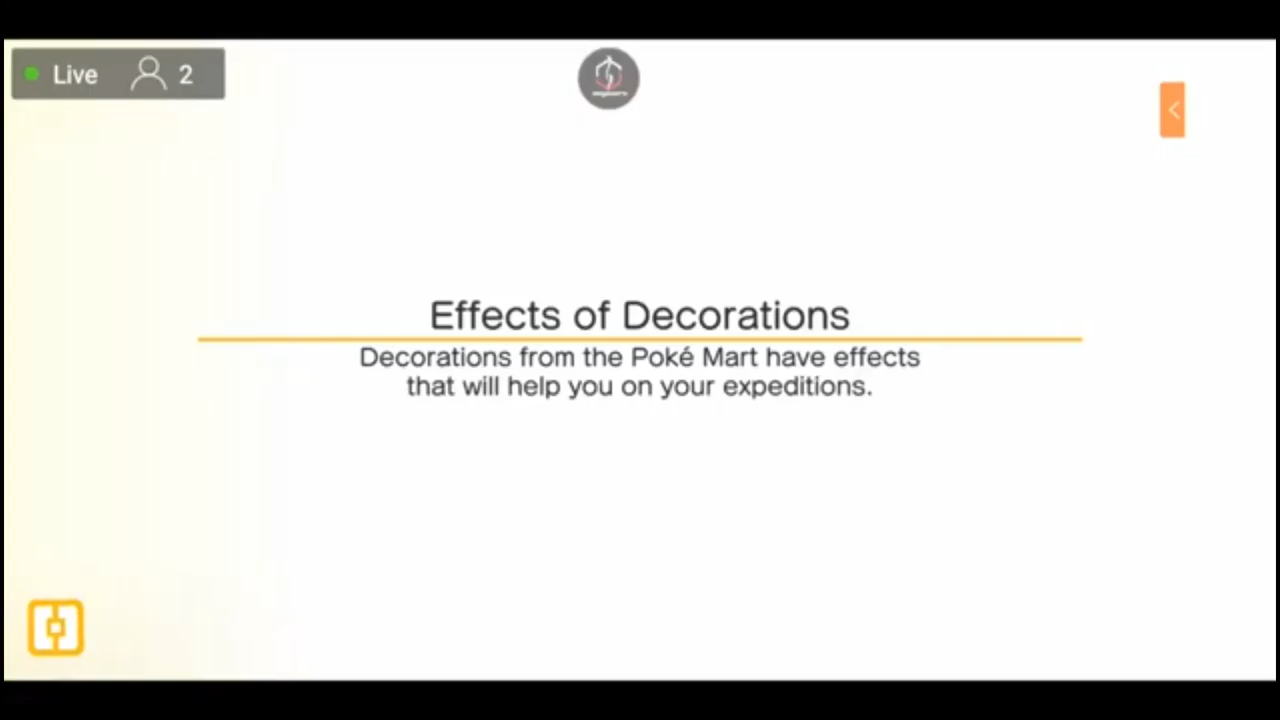 Live 2
Effects of Decorations
Decorations from the Poké Mart have effects
that will help you on your expeditions.